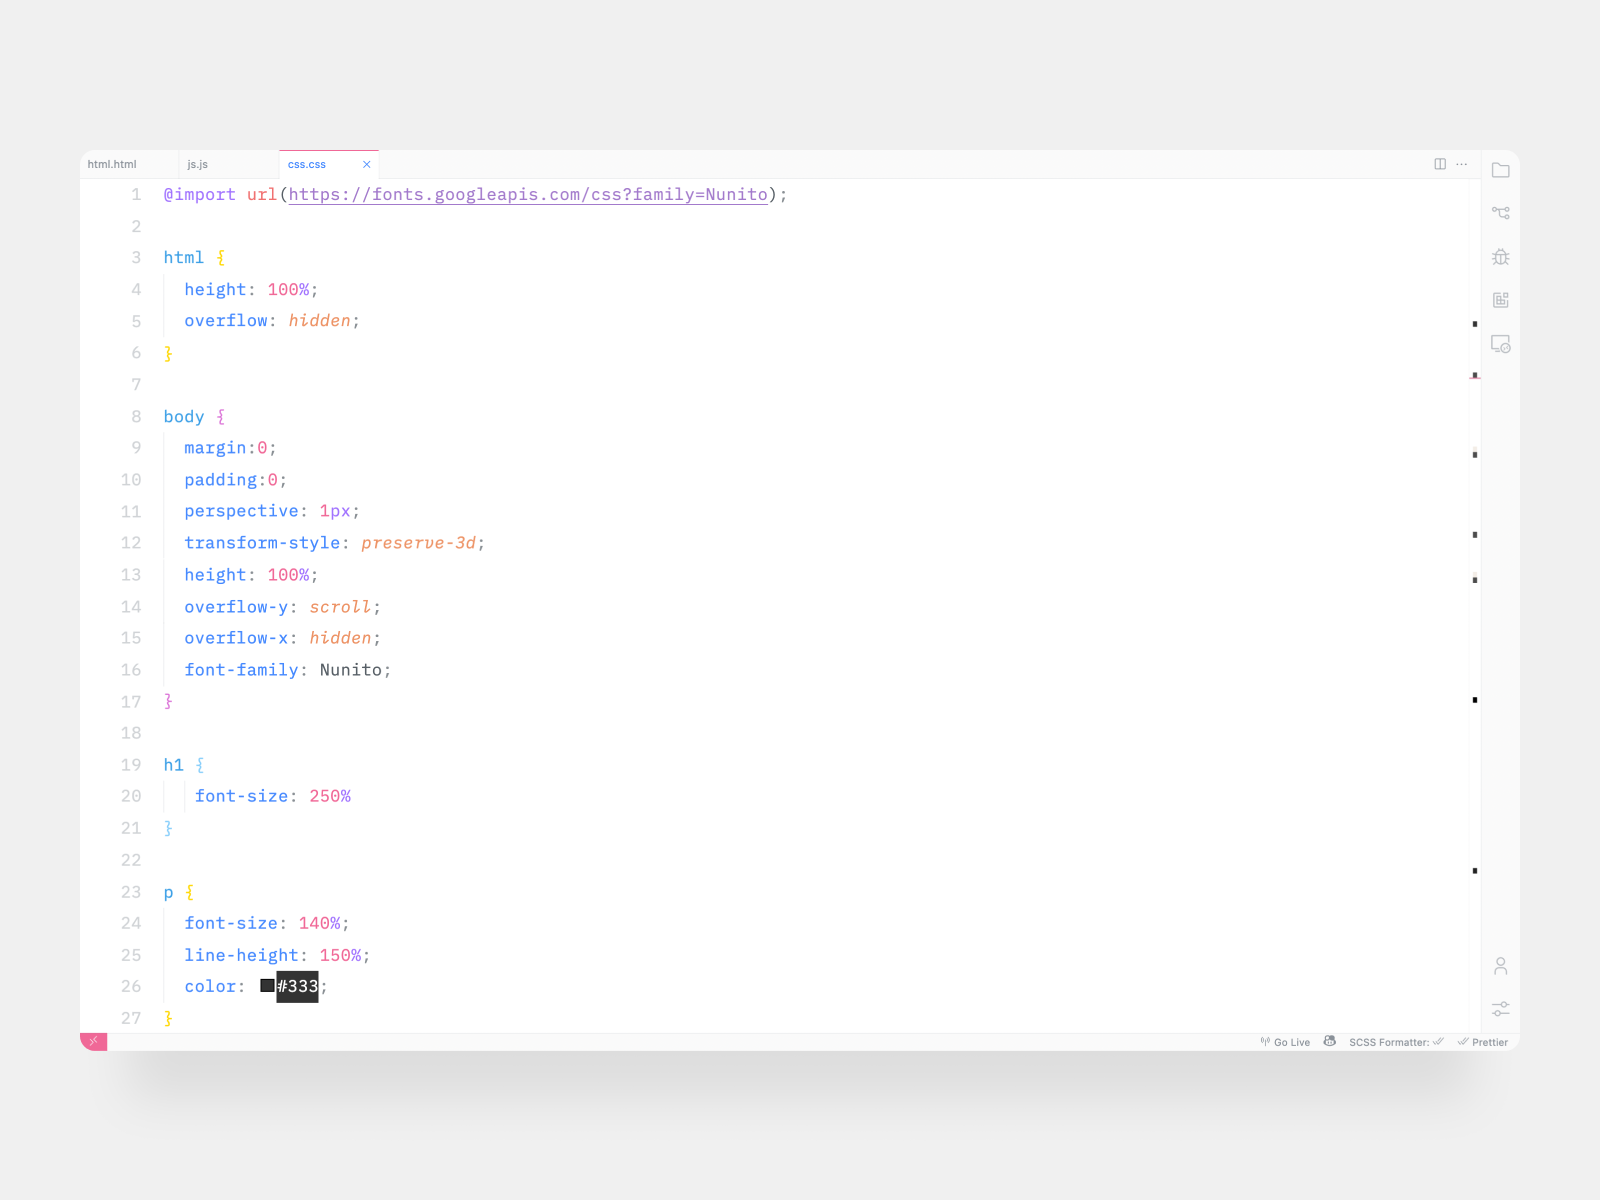 html.html js.js css.css
1 @import url(https://fonts.googleapis.com/css?family=Nunito);
2
3 html {
4 height: 100%;
5 overflow: hidden;
6 }
7
8 body {
9 margin:0;
10 padding:0;
11 perspective: 1px;
12 transform-style: preserve-3d;
13 height: 100%;
14 overflow-y: scroll;
15 overflow-x: hidden;
16 font-family: Nunito;
17 }
18
19 h1 {
20 font-size: 250%
21 }
22
23 p {
24 font-size: 140%;
25 line-height: 150%;
26 color: #333;
27 }
Go Live SCSS Formatter: Prettier